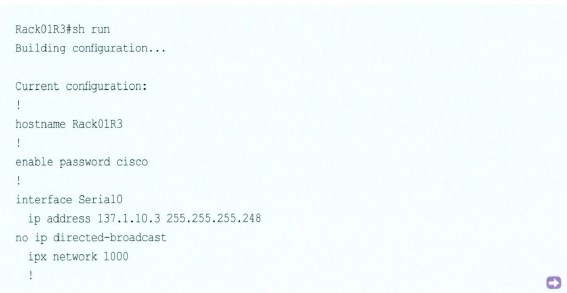 Rack01R3#sh run
Building configuration...
Current configuration:
!
hostname Rack01R3
!
enable password cisco
!
interface Serial0
ip address 137.1.10.3 255.255.255.248
no ip directed-broadcast
ipx network 1000
!